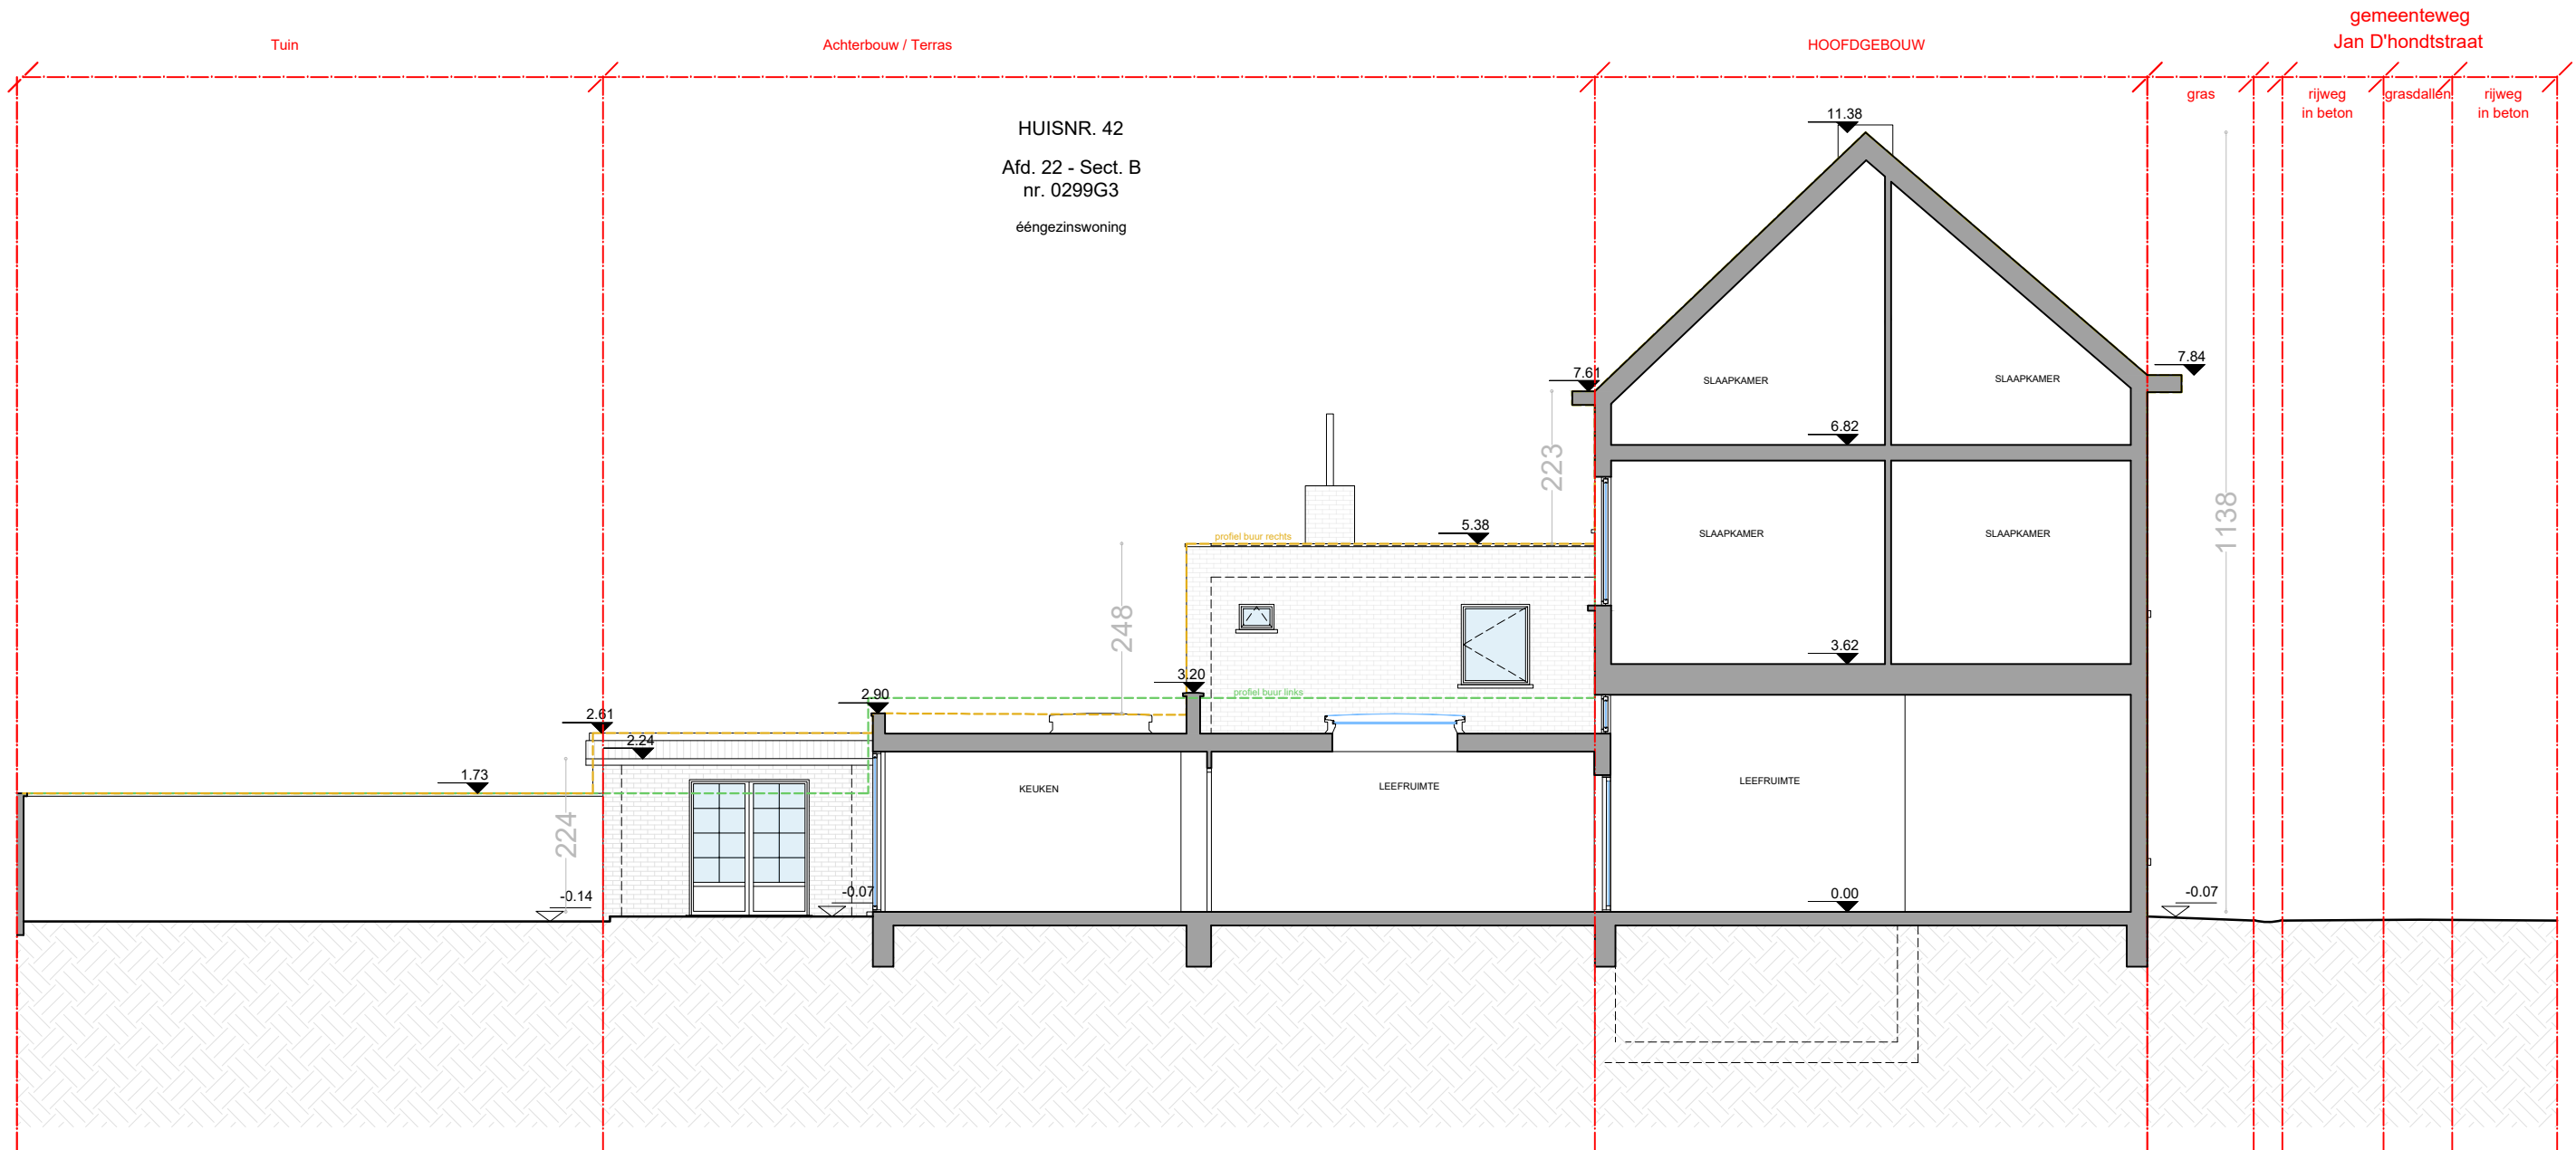 gemeenteweg
Jan D'hondtstraat
Tuin
Achterbouw / Terras
HOOFDGEBOUW
gras
rijweg
in beton
grasdallen
rijweg
in beton
HUISNR. 42
Afd. 22 - Sect. B
nr. 0299G3
ééngezinswoning
11.38
7.61
7.84
SLAAPKAMER
SLAAPKAMER
6.82
223
1138
5.38
profiel buur rechts
SLAAPKAMER
SLAAPKAMER
248
3.62
3.20
profiel buur links
2.90
2.61
2.24
1.73
KEUKEN
LEEFRUIMTE
LEEFRUIMTE
224
-0.14
-0.07
0.00
-0.07